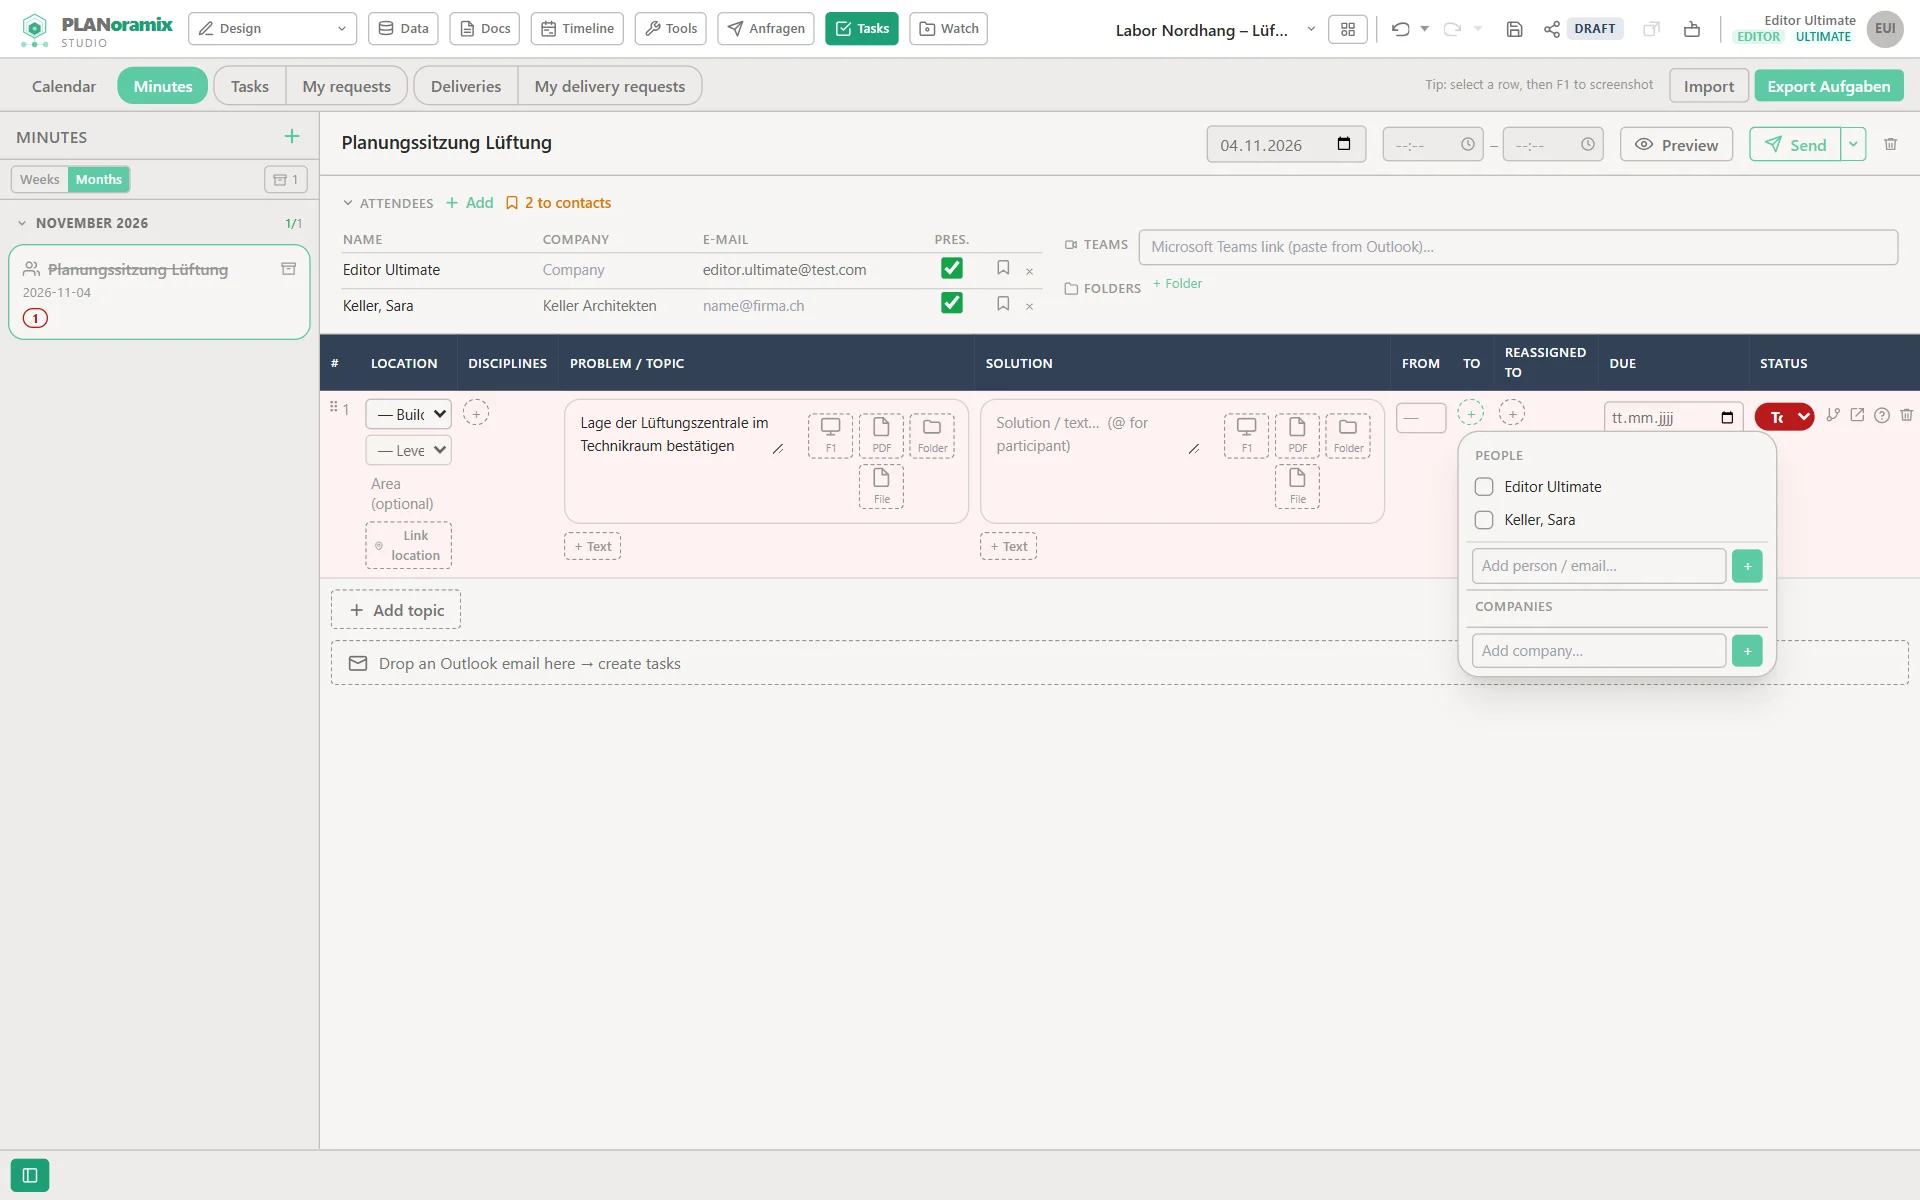 PLANoramix
STUDIO
Design
Data
Docs
Timeline
Tools
Anfragen
Tasks
Watch
Labor Nordhang – Lüf...
DRAFT
Editor Ultimate
EDITOR ULTIMATE
EUI
Calendar
Minutes
Tasks
My requests
Deliveries
My delivery requests
Tip: select a row, then F1 to screenshot
Import
Export Aufgaben
MINUTES
Weeks Months
1
NOVEMBER 2026
1/1
Planungssitzung Lüftung
2026-11-04
1
Planungssitzung Lüftung
04.11.2026
--:-- – --:--
Preview
Send
ATTENDEES + Add 2 to contacts
NAME COMPANY E-MAIL PRES.
Editor Ultimate Company editor.ultimate@test.com ×
Keller, Sara Keller Architekten name@firma.ch ×
TEAMS Microsoft Teams link (paste from Outlook)...
FOLDERS + Folder
# LOCATION DISCIPLINES PROBLEM / TOPIC SOLUTION FROM TO REASSIGNED TO DUE STATUS
1
— Builc
— Leve
Area
(optional)
Link
location
+
Lage der Lüftungszentrale im
Technikraum bestätigen
F1 PDF Folder
File
+ Text
Solution / text... (@ for
participant)
F1 PDF Folder
File
+ Text
—
+
+
tt.mm.jjjj
Tc
PEOPLE
Editor Ultimate
Keller, Sara
Add person / email... +
COMPANIES
Add company... +
+ Add topic
Drop an Outlook email here → create tasks